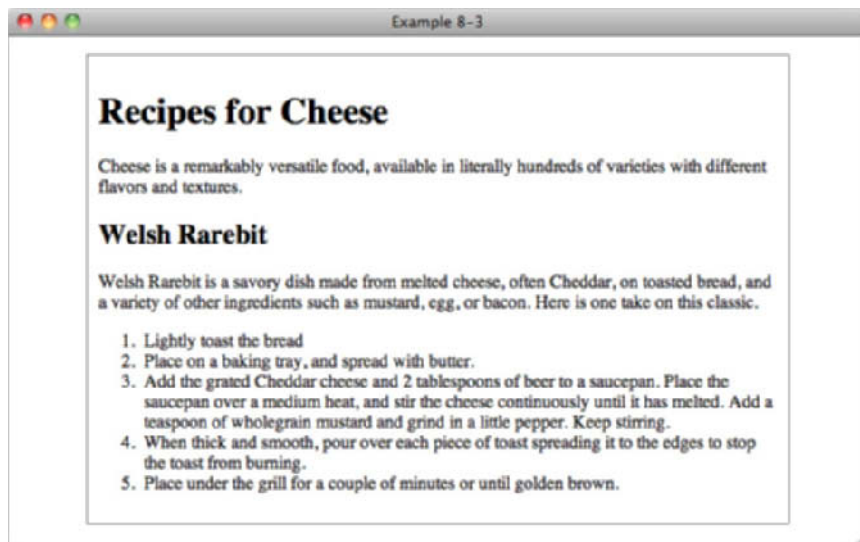 Example 8-3
Recipes for Cheese
Cheese is a remarkably versatile food, available in literally hundreds of varieties with different
flavors and textures.
Welsh Rarebit
Welsh Rarebit is a savory dish made from melted cheese, often Cheddar, on toasted bread, and
a variety of other ingredients such as mustard, egg, or bacon. Here is one take on this classic.
1. Lightly toast the bread
2. Place on a baking tray, and spread with butter.
3. Add the grated Cheddar cheese and 2 tablespoons of beer to a saucepan. Place the
saucepan over a medium heat, and stir the cheese continuously until it has melted. Add a
teaspoon of wholegrain mustard and grind in a little pepper. Keep stirring.
4. When thick and smooth, pour over each piece of toast spreading it to the edges to stop
the toast from burning.
5. Place under the grill for a couple of minutes or until golden brown.